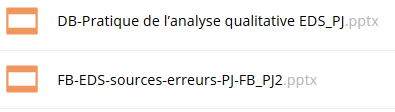 DB-Pratique de l’analyse qualitative EDS_PJ.pptx
FB-EDS-sources-erreurs-PJ-FB_PJ2.pptx